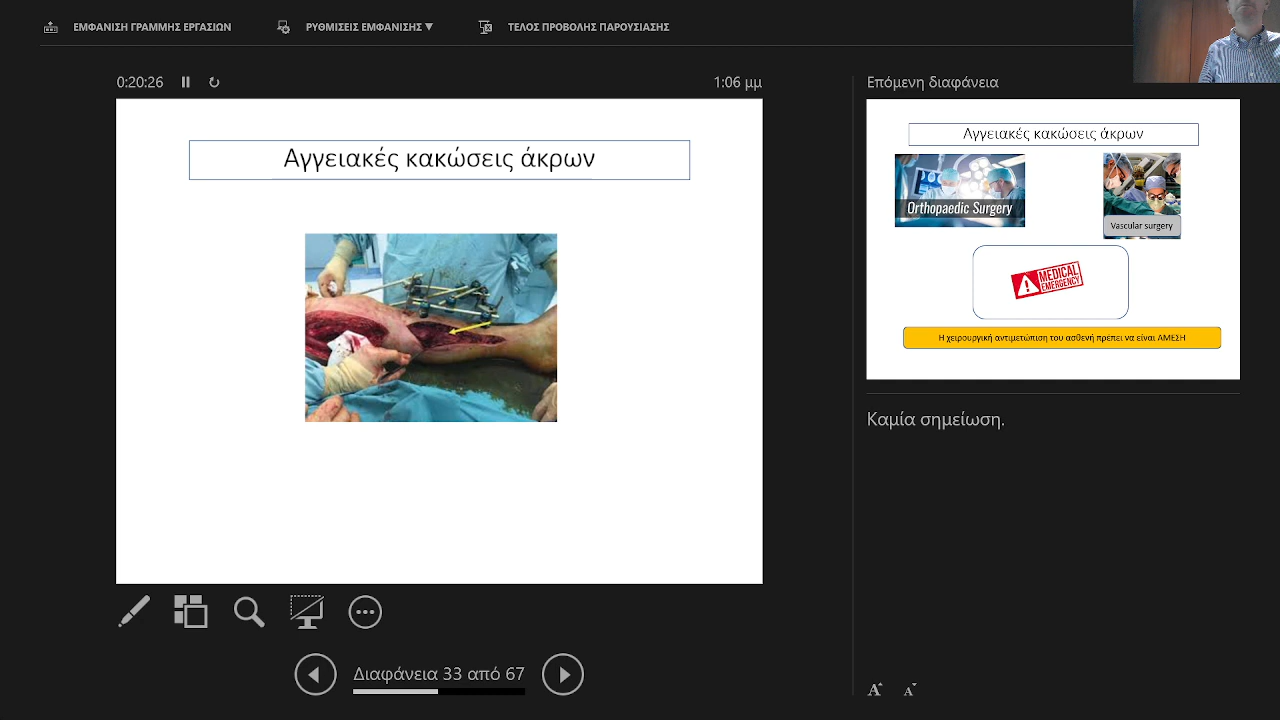 ΕΜΦΑΝΙΣΗ ΓΡΑΜΜΗΣ ΕΡΓΑΣΙΩΝ
ΡΥΘΜΙΣΕΙΣ ΕΜΦΑΝΙΣΗΣ ▼
ΤΕΛΟΣ ΠΡΟΒΟΛΗΣ ΠΑΡΟΥΣΙΑΣΗΣ
0:20:26
1:06 μμ
Αγγειακές κακώσεις άκρων
Διαφάνεια 33 από 67
Επόμενη διαφάνεια
Αγγειακές κακώσεις άκρων
Orthopaedic Surgery
Vascular surgery
MEDICAL
EMERGENCY
Η χειρουργική αντιμετώπιση του ασθενή πρέπει να είναι ΑΜΕΣΗ
Καμία σημείωση.
A A